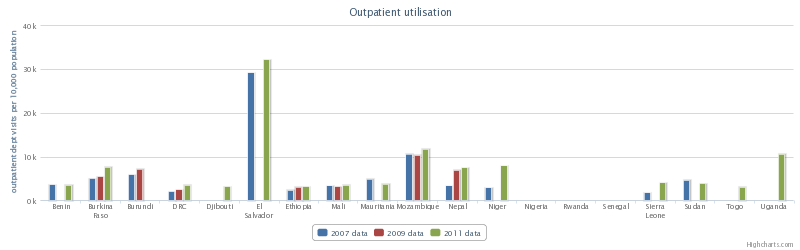 Outpatient utilisation
outpatient dept visits per 10,000 population
40 k
30 k
20 k
10 k
0 k
Benin
Burkina
Faso
Burundi
DRC
Djibouti
El
Salvador
Ethiopia
Mali
Mauritania
Mozambique
Nepal
Niger
Nigeria
Rwanda
Senegal
Sierra
Leone
Sudan
Togo
Uganda
2007 data
2009 data
2011 data
Highcharts.com